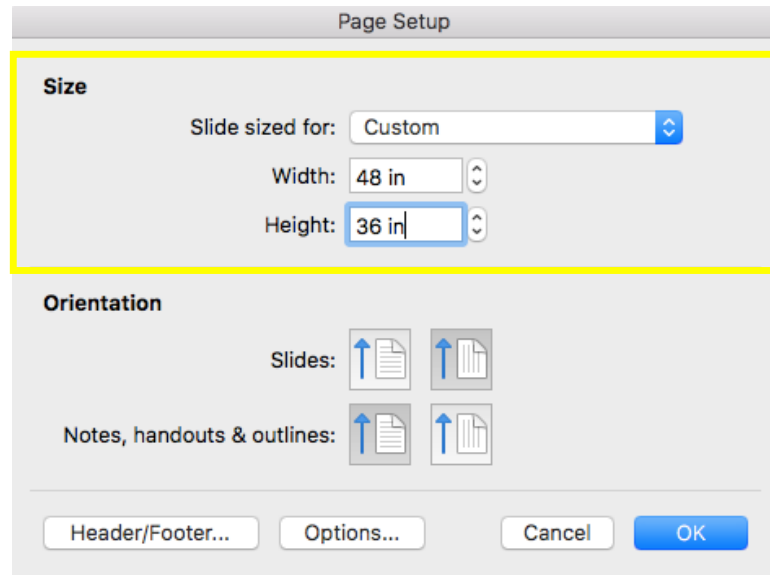 Page Setup
Size
Slide sized for: Custom
Width: 48 in
Height: 36 in
Orientation
Slides:
Notes, handouts & outlines:
Header/Footer... Options... Cancel OK